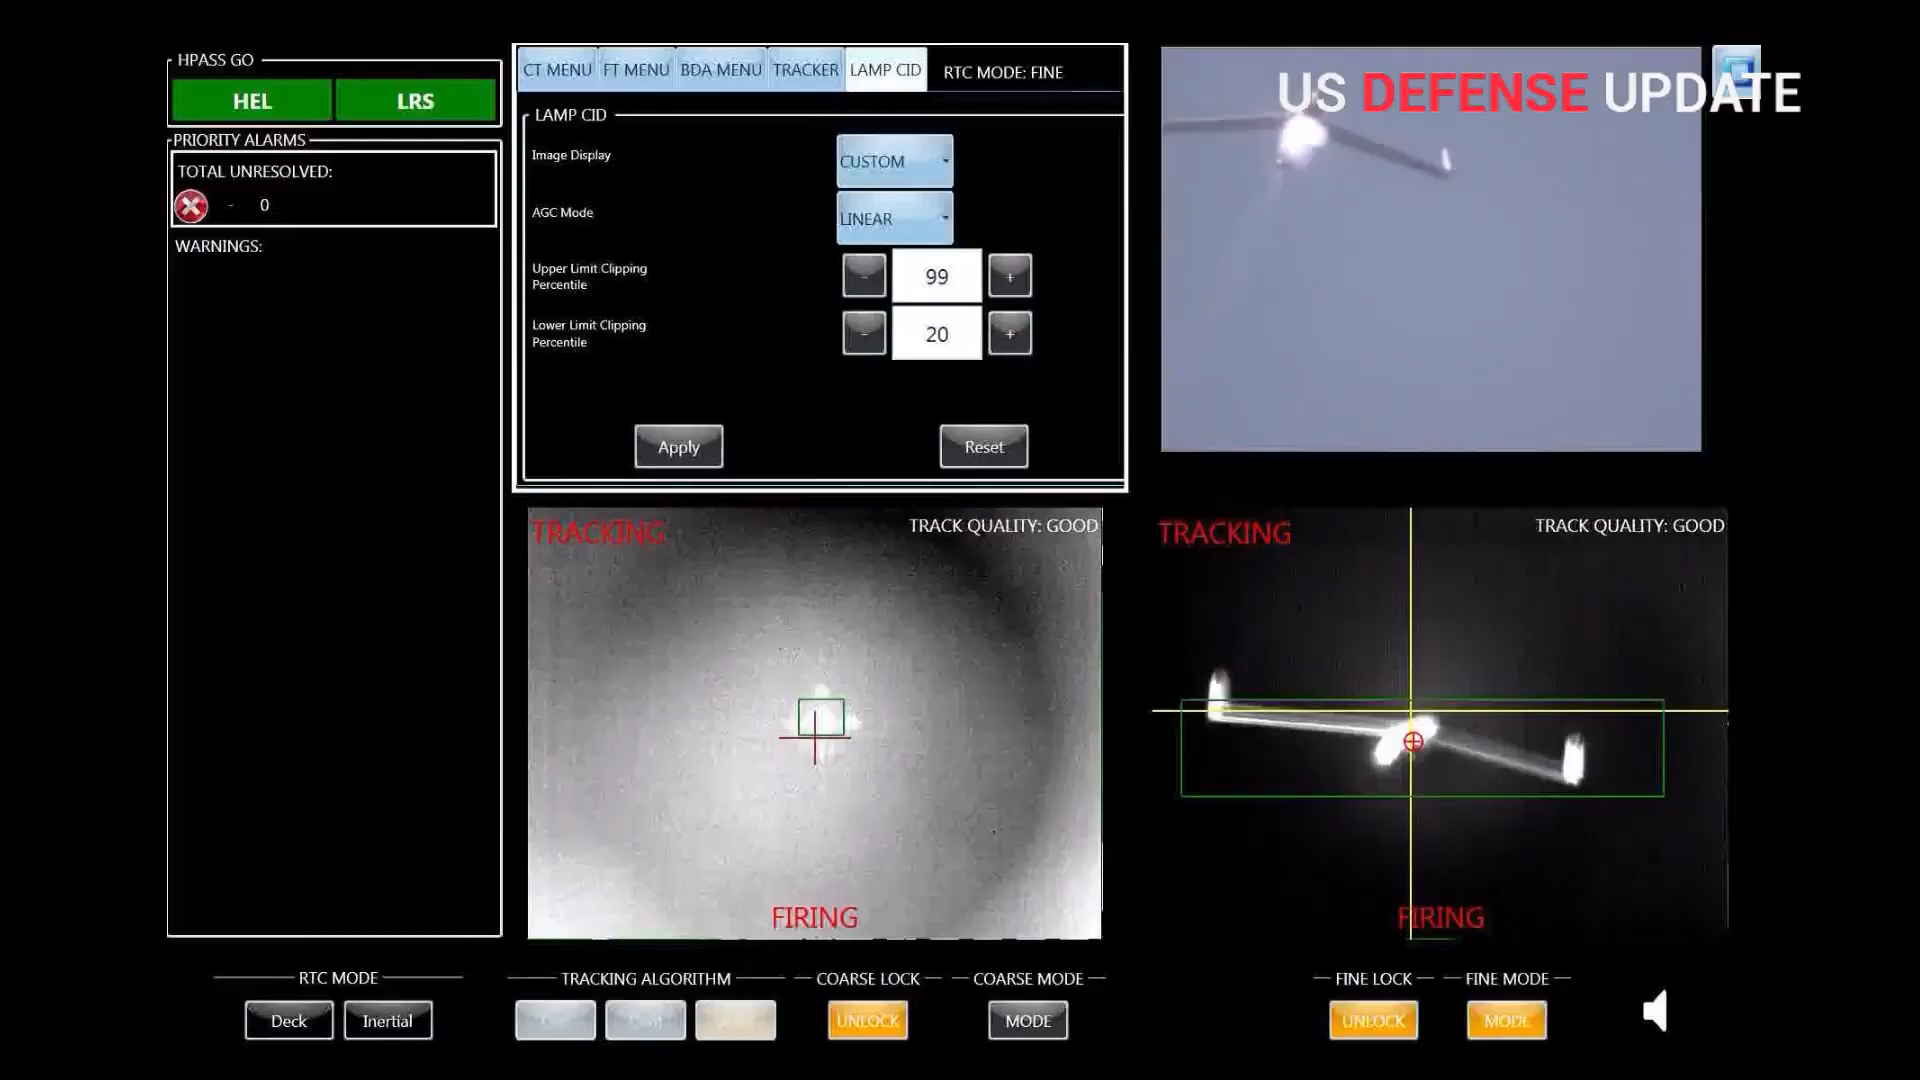 HPASS GO
HEL LRS
PRIORITY ALARMS
TOTAL UNRESOLVED:
- 0
WARNINGS:
CT MENU FT MENU BDA MENU TRACKER LAMP CID RTC MODE: FINE
LAMP CID
Image Display CUSTOM
AGC Mode LINEAR
Upper Limit Clipping Percentile - 99 +
Lower Limit Clipping Percentile - 20 +
Apply Reset
US DEFENSE UPDATE
TRACKING TRACK QUALITY: GOOD
FIRING
TRACKING TRACK QUALITY: GOOD
FIRING
RTC MODE
Deck Inertial
TRACKING ALGORITHM
COARSE LOCK
UNLOCK
COARSE MODE
MODE
FINE LOCK
UNLOCK
FINE MODE
MODE